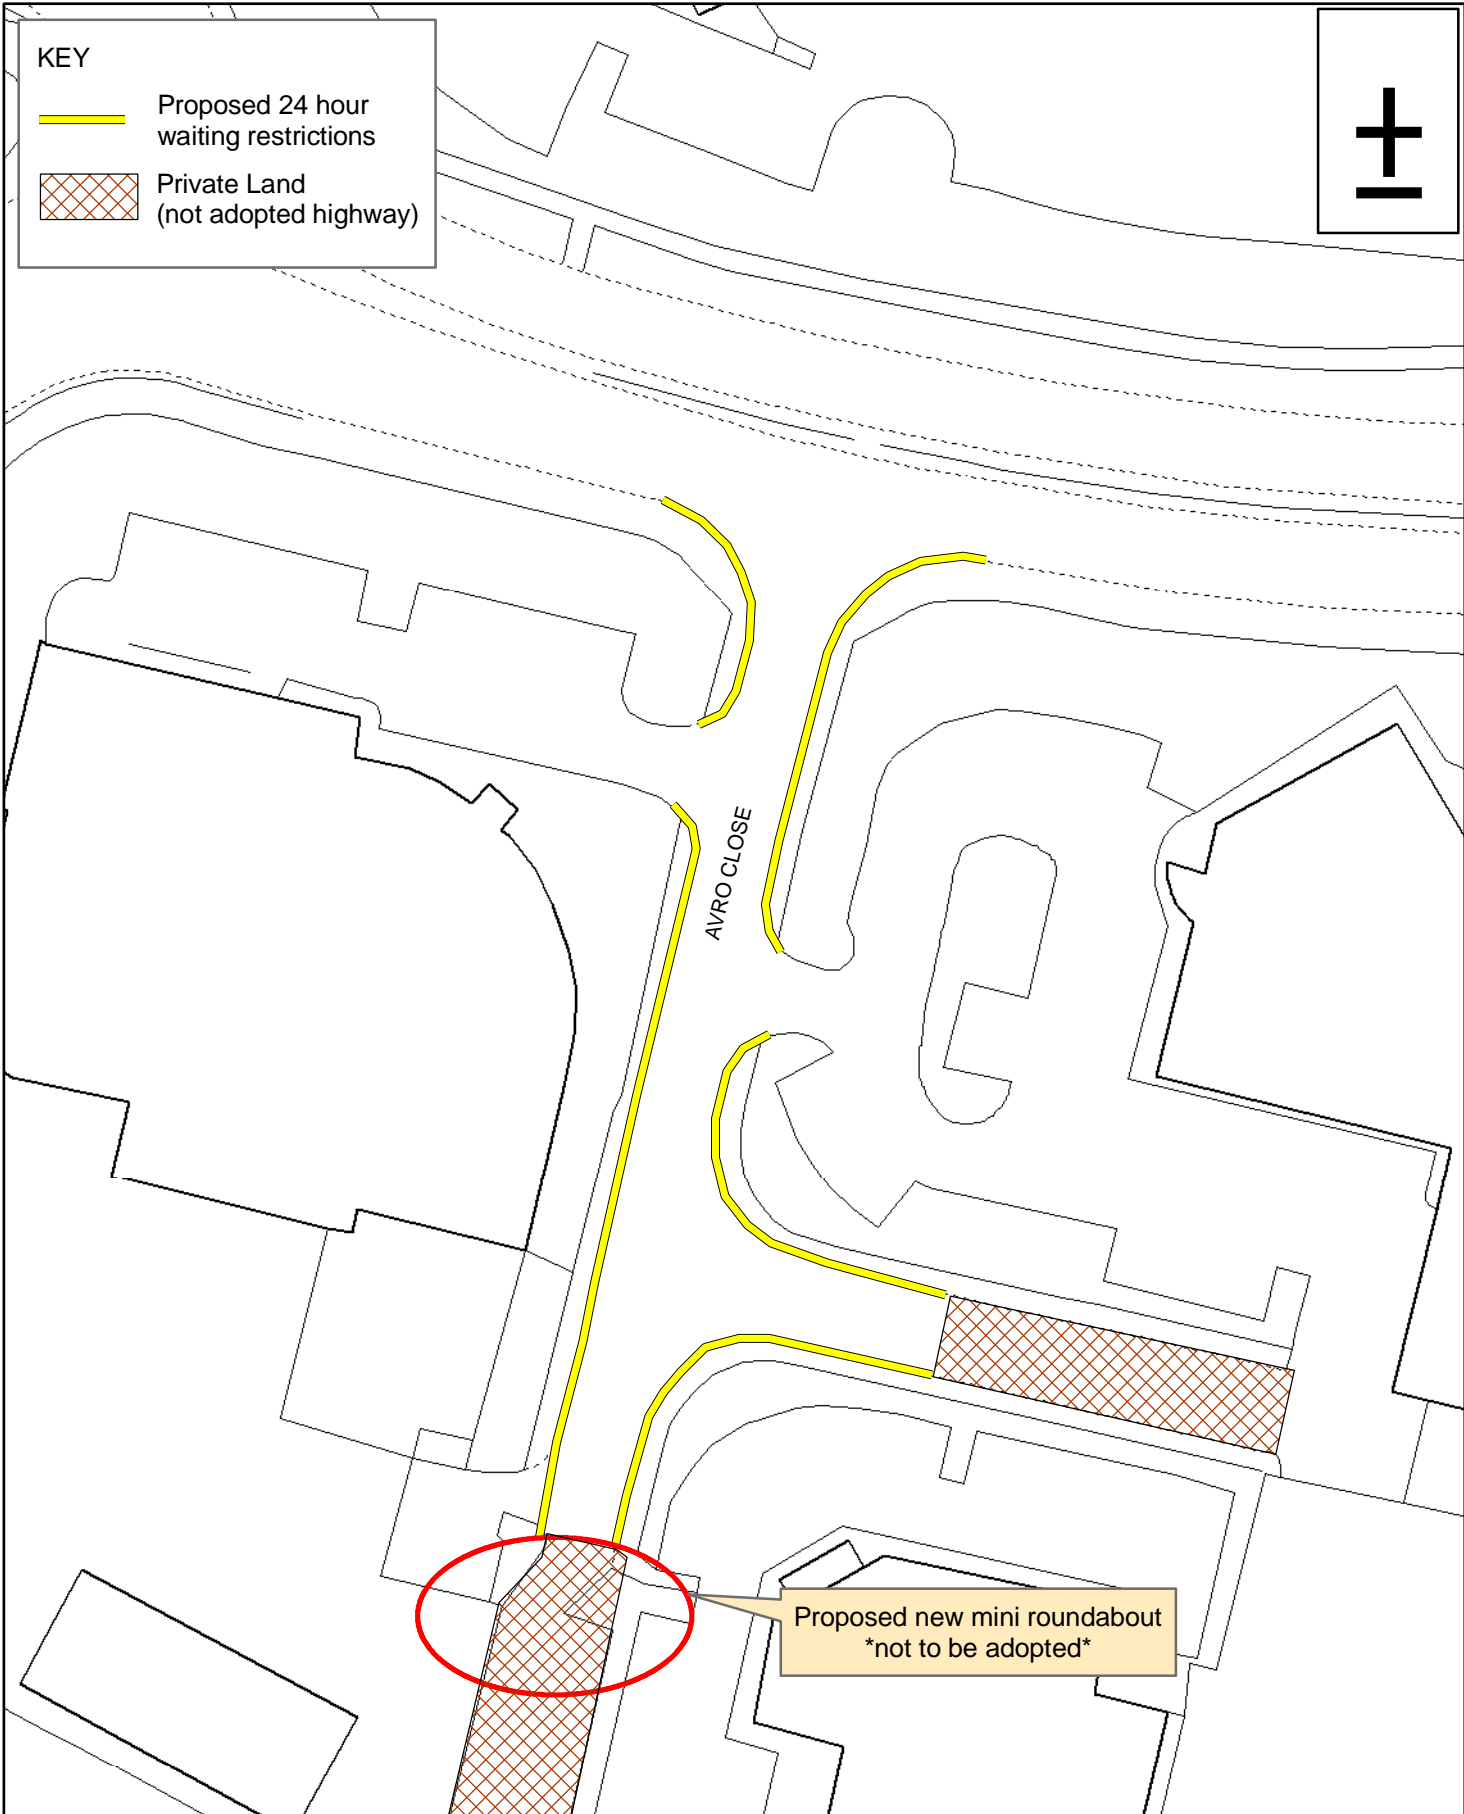 KEY
Proposed 24 hour
waiting restrictions
Private Land
(not adopted highway)
AVRO CLOSE
Proposed new mini roundabout
*not to be adopted*